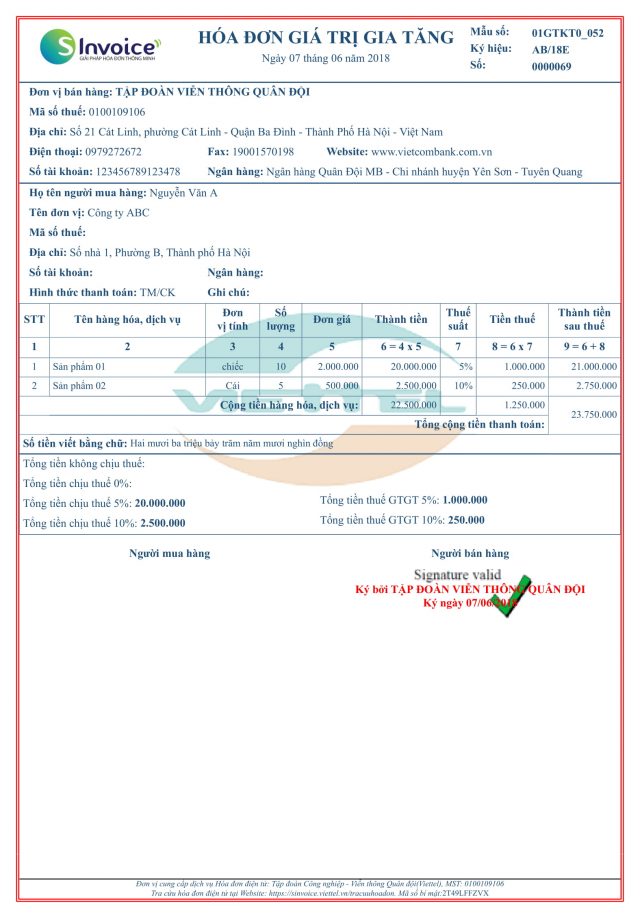 S Invoice
GIẢI PHÁP HÓA ĐƠN THÔNG MINH
HÓA ĐƠN GIÁ TRỊ GIA TĂNG
Ngày 07 tháng 06 năm 2018
Mẫu số: 01GTKT0_052
Ký hiệu: AB/18E
Số: 0000069
Đơn vị bán hàng: TẬP ĐOÀN VIỄN THÔNG QUÂN ĐỘI
Mã số thuế: 0100109106
Địa chỉ: Số 21 Cát Linh, phường Cát Linh - Quận Ba Đình - Thành Phố Hà Nội - Việt Nam
Điện thoại: 0979272672 Fax: 19001570198 Website: www.vietcombank.com.vn
Số tài khoản: 123456789123478 Ngân hàng: Ngân hàng Quân Đội MB - Chi nhánh huyện Yên Sơn - Tuyên Quang
Họ tên người mua hàng: Nguyễn Văn A
Tên đơn vị: Công ty ABC
Mã số thuế:
Địa chỉ: Số nhà 1, Phường B, Thành phố Hà Nội
Số tài khoản: Ngân hàng:
Hình thức thanh toán: TM/CK Ghi chú:
STT Tên hàng hóa, dịch vụ Đơn vị tính Số lượng Đơn giá Thành tiền Thuế suất Tiền thuế Thành tiền sau thuế
1 2 3 4 5 6 = 4 x 5 7 8 = 6 x 7 9 = 6 + 8
1 Sản phẩm 01 chiếc 10 2.000.000 20.000.000 5% 1.000.000 21.000.000
2 Sản phẩm 02 Cái 5 500.000 2.500.000 10% 250.000 2.750.000
Cộng tiền hàng hóa, dịch vụ: 22.500.000 1.250.000
Tổng cộng tiền thanh toán: 23.750.000
Số tiền viết bằng chữ: Hai mươi ba triệu bảy trăm năm mươi nghìn đồng
Tổng tiền không chịu thuế:
Tổng tiền chịu thuế 0%:
Tổng tiền chịu thuế 5%: 20.000.000 Tổng tiền thuế GTGT 5%: 1.000.000
Tổng tiền chịu thuế 10%: 2.500.000 Tổng tiền thuế GTGT 10%: 250.000
VIETTEL
Người mua hàng Người bán hàng
Signature valid
Ký bởi TẬP ĐOÀN VIỄN THÔNG QUÂN ĐỘI
Ký ngày 07/06/2018
Đơn vị cung cấp dịch vụ Hóa đơn điện tử: Tập đoàn Công nghiệp - Viễn thông Quân đội(Viettel), MST: 0100109106
Tra cứu hóa đơn điện tử tại Website: https://sinvoice.viettel.vn/tracuuhoadon. Mã số bí mật:2T49LFFZVX